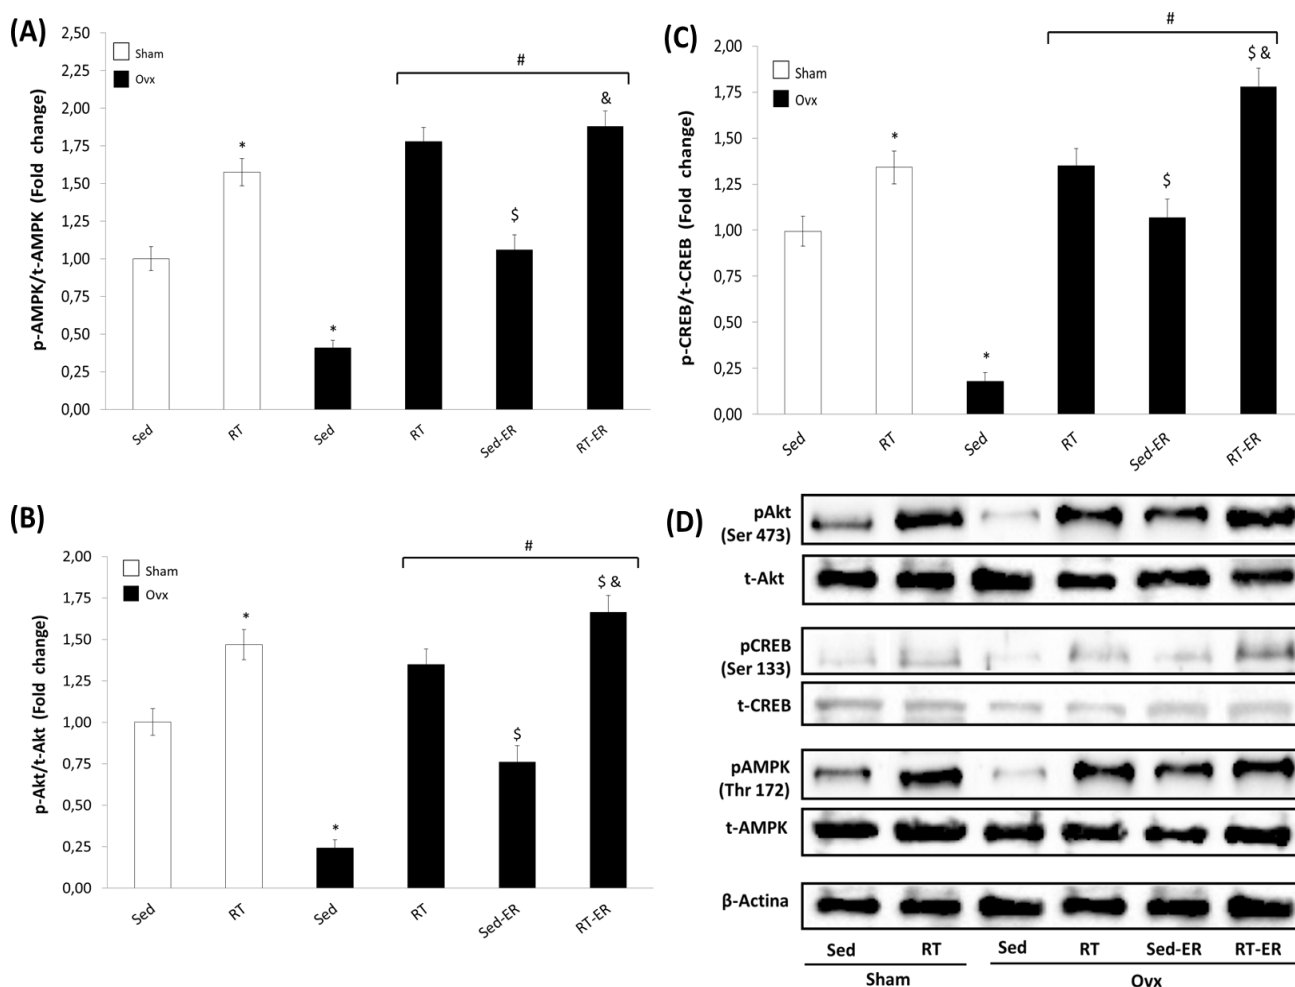 (A)
p-AMPK/t-AMPK (Fold change)
2,50
2,25
2,00
1,75
1,50
1,25
1,00
0,75
0,50
0,25
0,00
Sham
Ovx
*
*
#
$
&
Sed
RT
Sed
RT
Sed-ER
RT-ER
(C)
p-CREB/t-CREB (Fold change)
2,00
1,75
1,50
1,25
1,00
0,75
0,50
0,25
0,00
Sham
Ovx
*
*
#
$
$ &
Sed
RT
Sed
RT
Sed-ER
RT-ER
(B)
p-Akt/t-Akt (Fold change)
2,00
1,75
1,50
1,25
1,00
0,75
0,50
0,25
0,00
Sham
Ovx
*
*
#
$
$ &
Sed
RT
Sed
RT
Sed-ER
RT-ER
(D)
pAkt
(Ser 473)
t-Akt
pCREB
(Ser 133)
t-CREB
pAMPK
(Thr 172)
t-AMPK
β-Actina
Sed RT Sed RT Sed-ER RT-ER
Sham Ovx